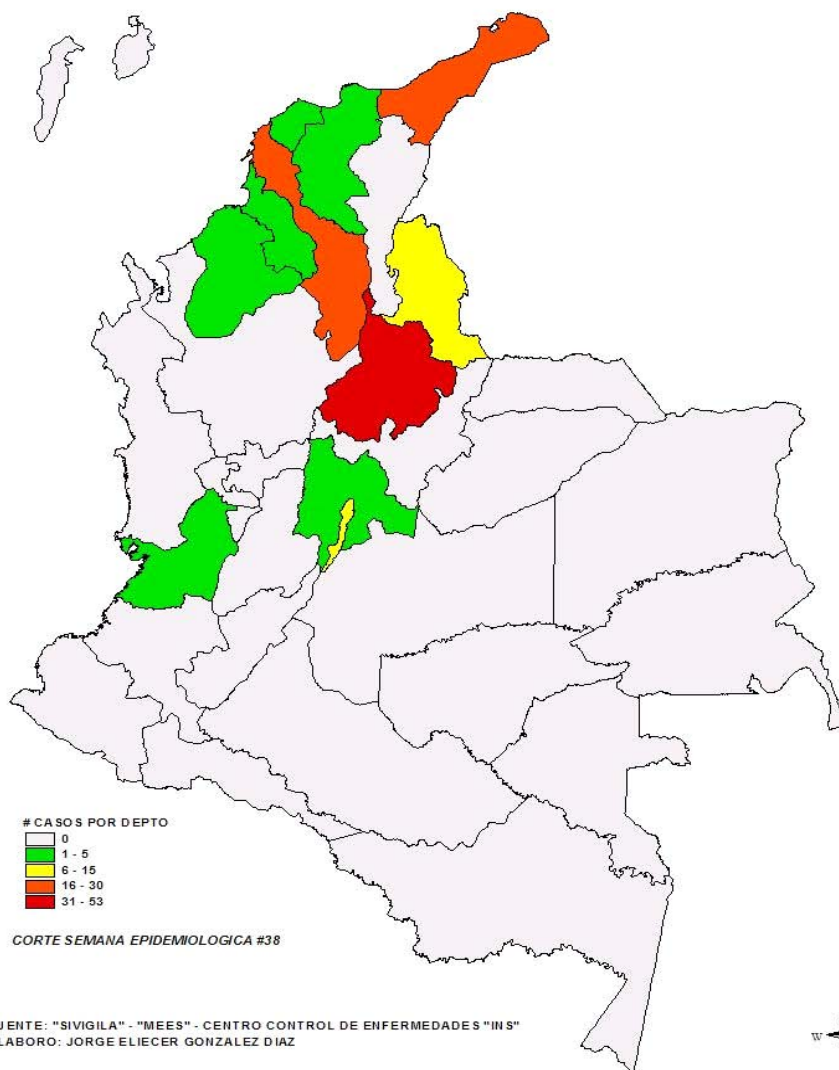 # CASOS POR DEPTO
0
1 - 5
6 - 15
16 - 30
31 - 53
CORTE SEMANA EPIDEMIOLOGICA #38
UENTE: "SIVIGILA" - "MEES" - CENTRO CONTROL DE ENFERMEDADES "INS"
LABORO: JORGE ELIECER GONZALEZ DIAZ
W